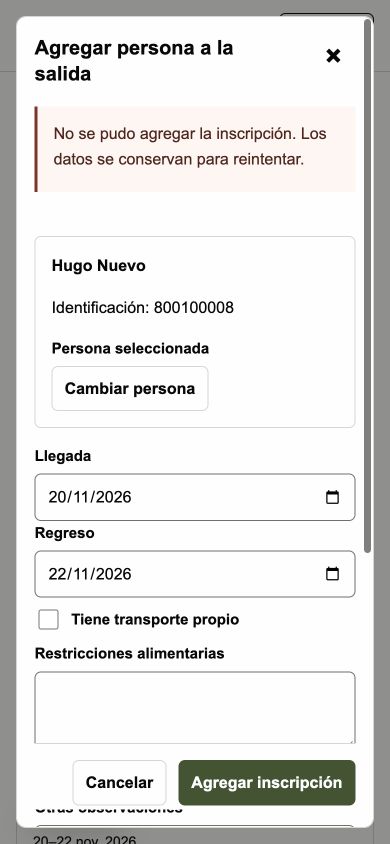 Agregar persona a la
salida
No se pudo agregar la inscripción. Los
datos se conservan para reintentar.
Hugo Nuevo
Identificación: 800100008
Persona seleccionada
Cambiar persona
Llegada
20/11/2026
Regreso
22/11/2026
Tiene transporte propio
Restricciones alimentarias
Cancelar
Agregar inscripción
Otras observaciones
20–22 nov. 2026